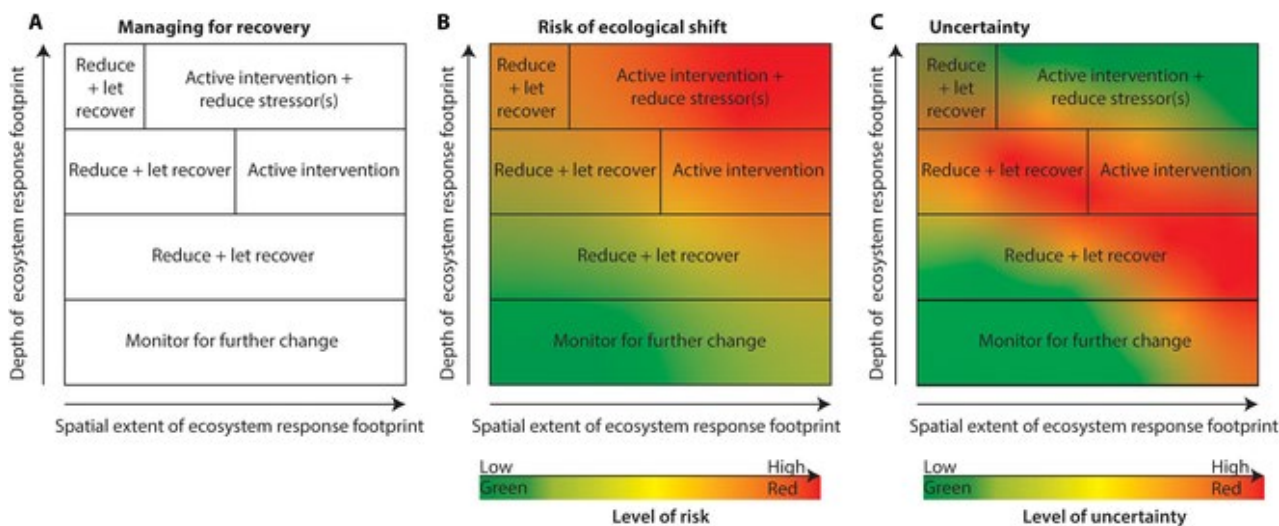 A Managing for recovery
Depth of ecosystem response footprint
Reduce
+ let
recover
Active intervention +
reduce stressor(s)
Reduce + let recover
Active intervention
Reduce + let recover
Monitor for further change
Spatial extent of ecosystem response footprint
B Risk of ecological shift
Depth of ecosystem response footprint
Reduce
+ let
recover
Active intervention +
reduce stressor(s)
Reduce + let recover
Active intervention
Reduce + let recover
Monitor for further change
Spatial extent of ecosystem response footprint
Low High
Green Red
Level of risk
C Uncertainty
Depth of ecosystem response footprint
Reduce
+ let
recover
Active intervention +
reduce stressor(s)
Reduce + let recover
Active intervention
Reduce + let recover
Monitor for further change
Spatial extent of ecosystem response footprint
Low High
Green Red
Level of uncertainty